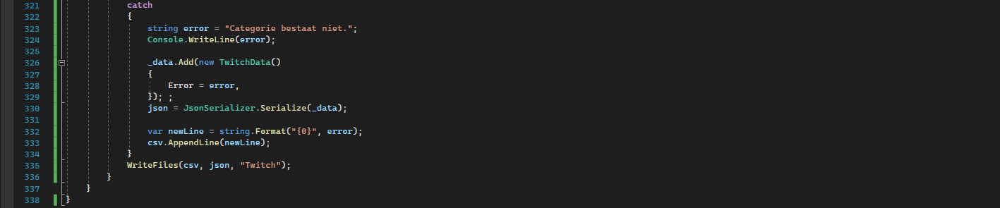 321 catch
322 {
323 string error = "Categorie bestaat niet.";
324 Console.WriteLine(error);
325
326 _data.Add(new TwitchData()
327 {
328 Error = error,
329 }); ;
330 json = JsonSerializer.Serialize(_data);
331
332 var newLine = string.Format("{0}", error);
333 csv.AppendLine(newLine);
334 }
335 WriteFiles(csv, json, "Twitch");
336 }
337 }
338 }